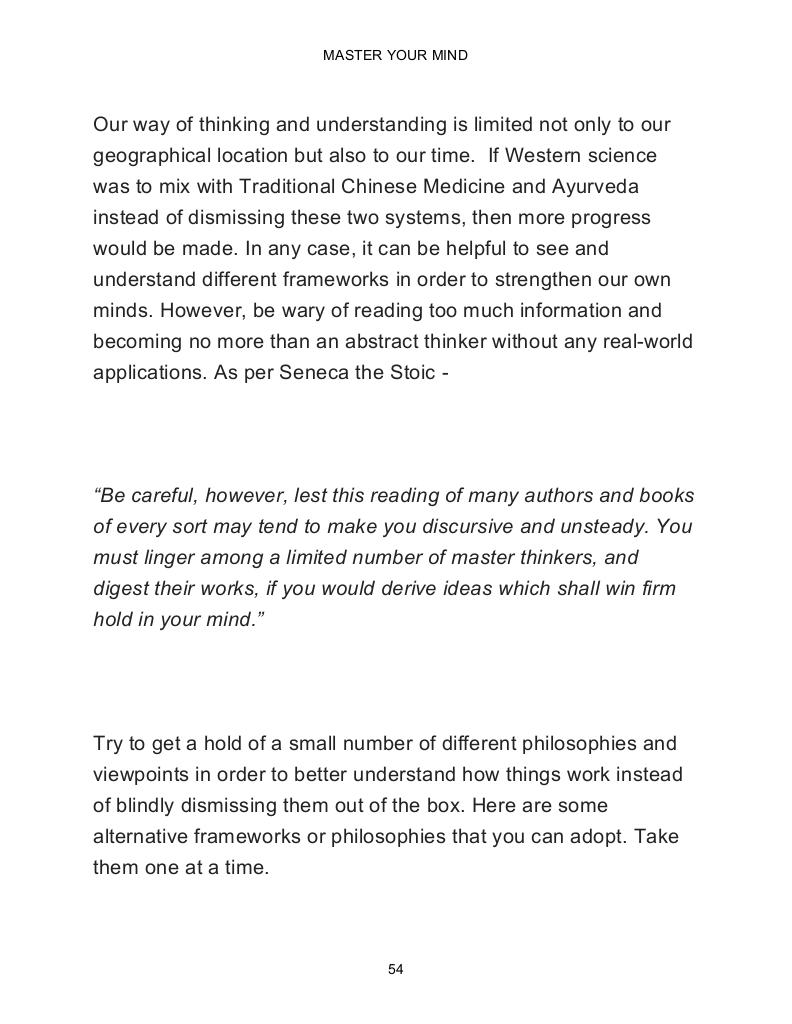 MASTER YOUR MIND
Our way of thinking and understanding is limited not only to our
geographical location but also to our time.  If Western science
was to mix with Traditional Chinese Medicine and Ayurveda
instead of dismissing these two systems, then more progress
would be made. In any case, it can be helpful to see and
understand different frameworks in order to strengthen our own
minds. However, be wary of reading too much information and
becoming no more than an abstract thinker without any real-world
applications. As per Seneca the Stoic -
“Be careful, however, lest this reading of many authors and books
of every sort may tend to make you discursive and unsteady. You
must linger among a limited number of master thinkers, and
digest their works, if you would derive ideas which shall win firm
hold in your mind.”
Try to get a hold of a small number of different philosophies and
viewpoints in order to better understand how things work instead
of blindly dismissing them out of the box. Here are some
alternative frameworks or philosophies that you can adopt. Take
them one at a time.
54